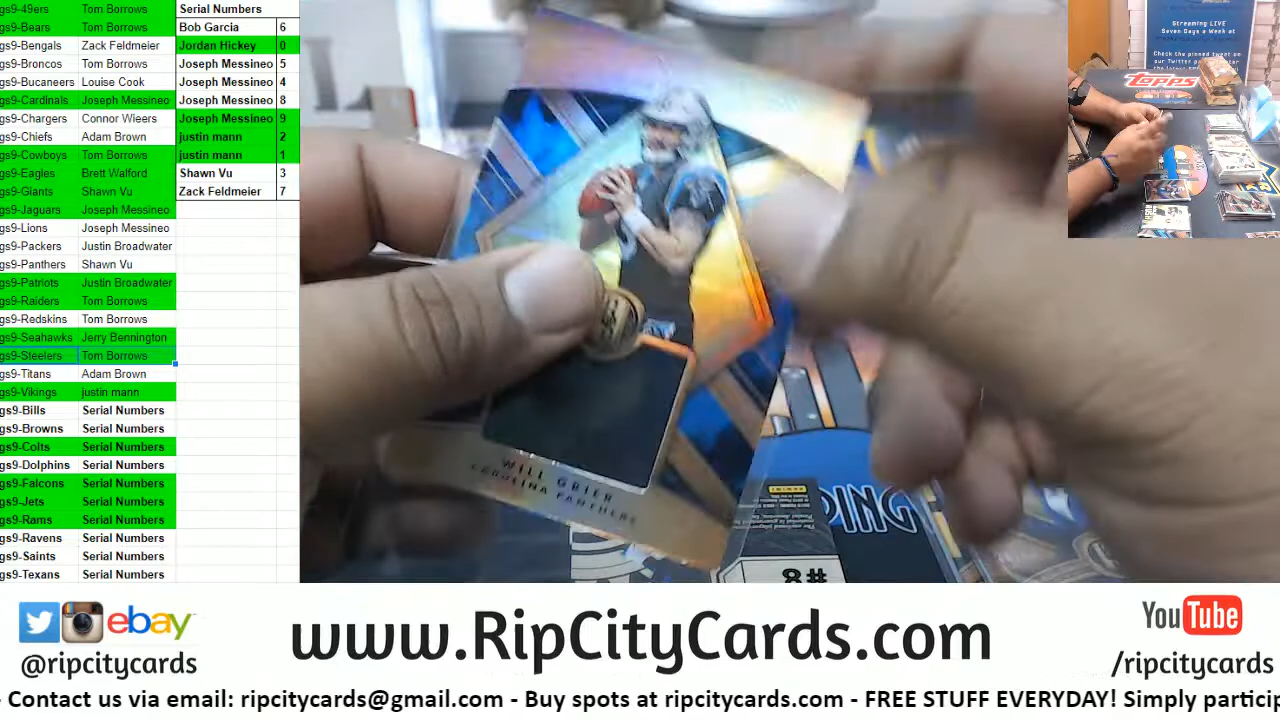 gs9-49ers Tom Borrows Serial Numbers
gs9-Bears Tom Borrows Bob Garcia 6
gs9-Bengals Zack Feldmeier Jordan Hickey 0
gs9-Broncos Tom Borrows Joseph Messineo 5
gs9-Bucaneers Louise Cook Joseph Messineo 4
gs9-Cardinals Joseph Messineo Joseph Messineo 8
gs9-Chargers Connor Wieers Joseph Messineo 9
gs9-Chiefs Adam Brown justin mann 2
gs9-Cowboys Tom Borrows justin mann 1
gs9-Eagles Brett Walford Shawn Vu 3
gs9-Giants Shawn Vu Zack Feldmeier 7
gs9-Jaguars Joseph Messineo
gs9-Lions Joseph Messineo
gs9-Packers Justin Broadwater
gs9-Panthers Shawn Vu
gs9-Patriots Justin Broadwater
gs9-Raiders Tom Borrows
gs9-Redskins Tom Borrows
gs9-Seahawks Jerry Bennington
gs9-Steelers Tom Borrows
gs9-Titans Adam Brown
gs9-Vikings justin mann
gs9-Bills Serial Numbers
gs9-Browns Serial Numbers
gs9-Colts Serial Numbers
gs9-Dolphins Serial Numbers
gs9-Falcons Serial Numbers
gs9-Jets Serial Numbers
gs9-Rams Serial Numbers
gs9-Ravens Serial Numbers
gs9-Saints Serial Numbers
gs9-Texans Serial Numbers
WILL GRIER
CAROLINA PANTHERS
DING
8#
Streaming LIVE
Seven Days a Week at
Check the pinned tweet on
our Twitter
topps
ebay
@ripcitycards
www.RipCityCards.com
YouTube
/ripcitycards
- Contact us via email: ripcitycards@gmail.com - Buy spots at ripcitycards.com - FREE STUFF EVERYDAY! Simply particip